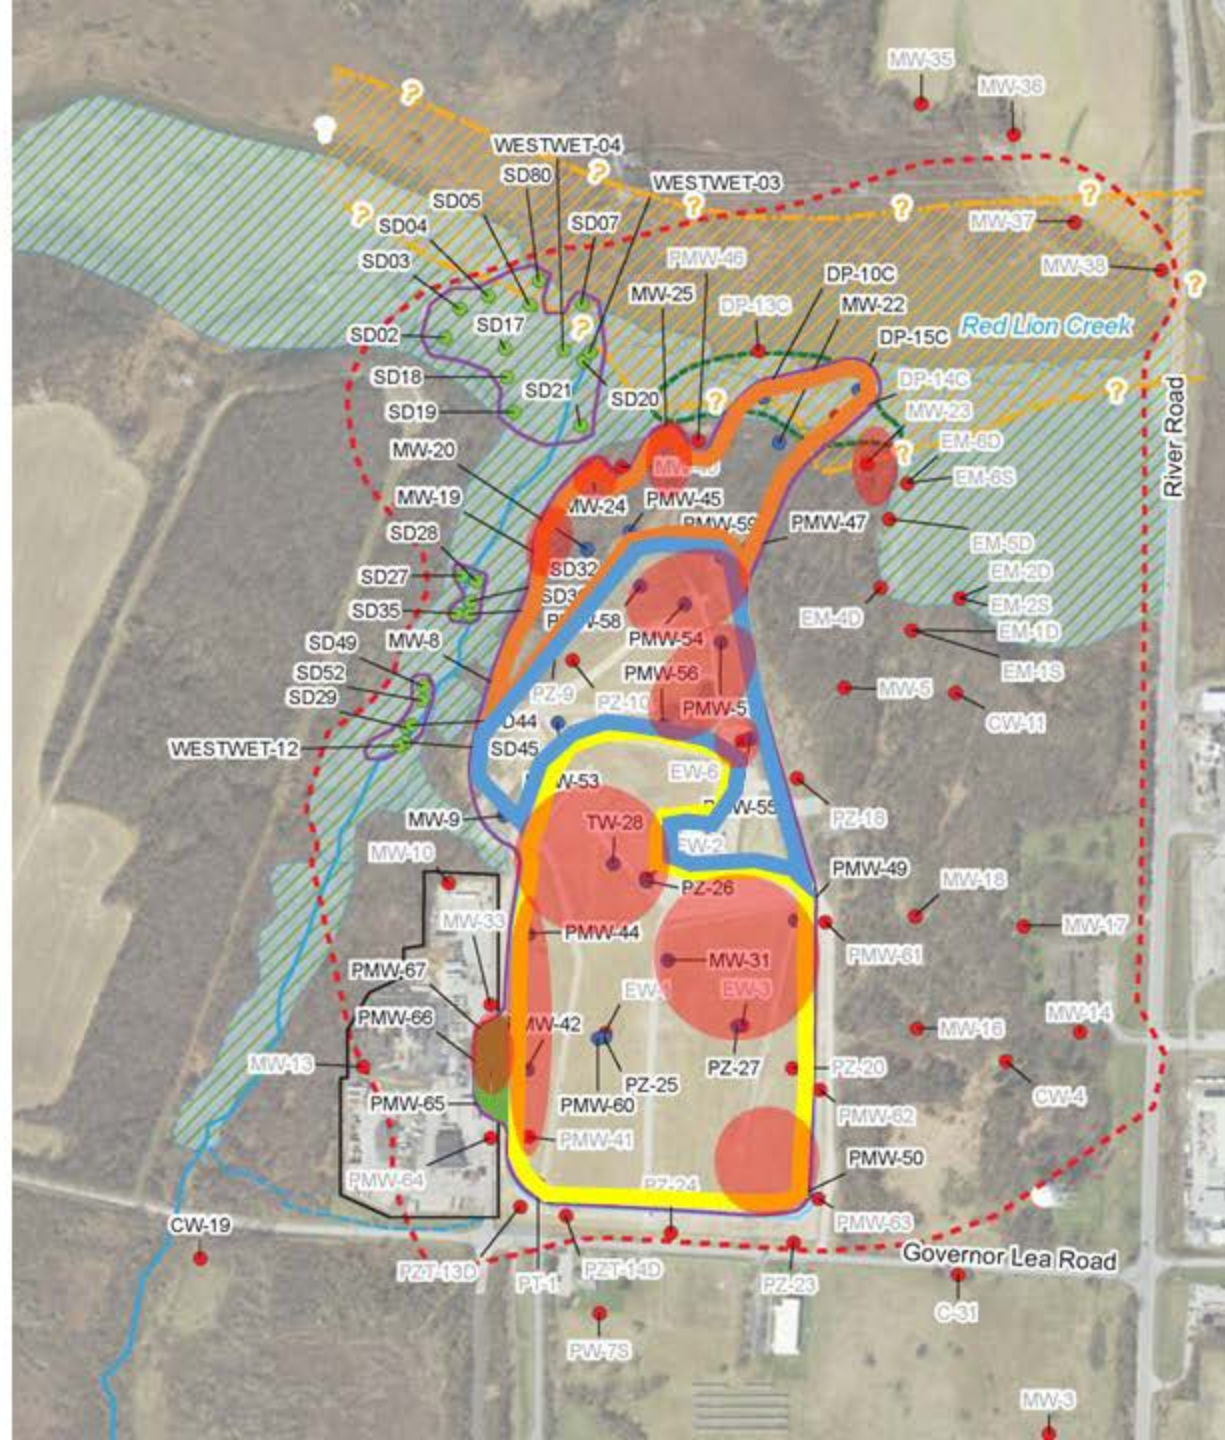 MW-35
MW-36
?
WESTWET-04
SD80
?
WESTWET-03
SD05
?
?
?
SD04
?
SD07
MW-37
SD03
PMW-46
DP-10C
MW-38
?
MW-25
MW-22
DP-13C
SD02
SD17
?
Red Lion Creek
DP-15C
SD18
DP-14C
SD21
SD20
?
?
SD19
MW-23
MW-20
EM-6D
?
EM-6S
River Road
MW-19
MW-24
PMW-45
PMW-59
PMW-47
SD28
EM-5D
SD32
EM-2D
SD27
EM-2S
SD35
58
EM-4D
EM-1D
MW-8
PMW-54
SD49
EM-1S
SD52
PMW-56
SD29
PZ-9
PZ-10
PMW-5
MW-5
CW-11
D44
WESTWET-12
SD45
EW-6
W-53
W-55
PZ-18
MW-9
TW-28
EW-2
MW-10
PZ-26
PMW-49
MW-18
MW-33
PMW-44
MW-17
PMW-61
PMW-67
MW-31
EW-3
PMW-66
MW-42
MW-16
MW-14
MW-13
PZ-25
PZ-27
PZ-20
PMW-65
PMW-60
CW-4
PMW-62
PMW-41
PMW-64
PMW-50
PZ-24
CW-19
PMW-63
Governor Lea Road
PZT-13D
PT-1
PZT-14D
PZ-23
C-31
PW-7S
MW-3